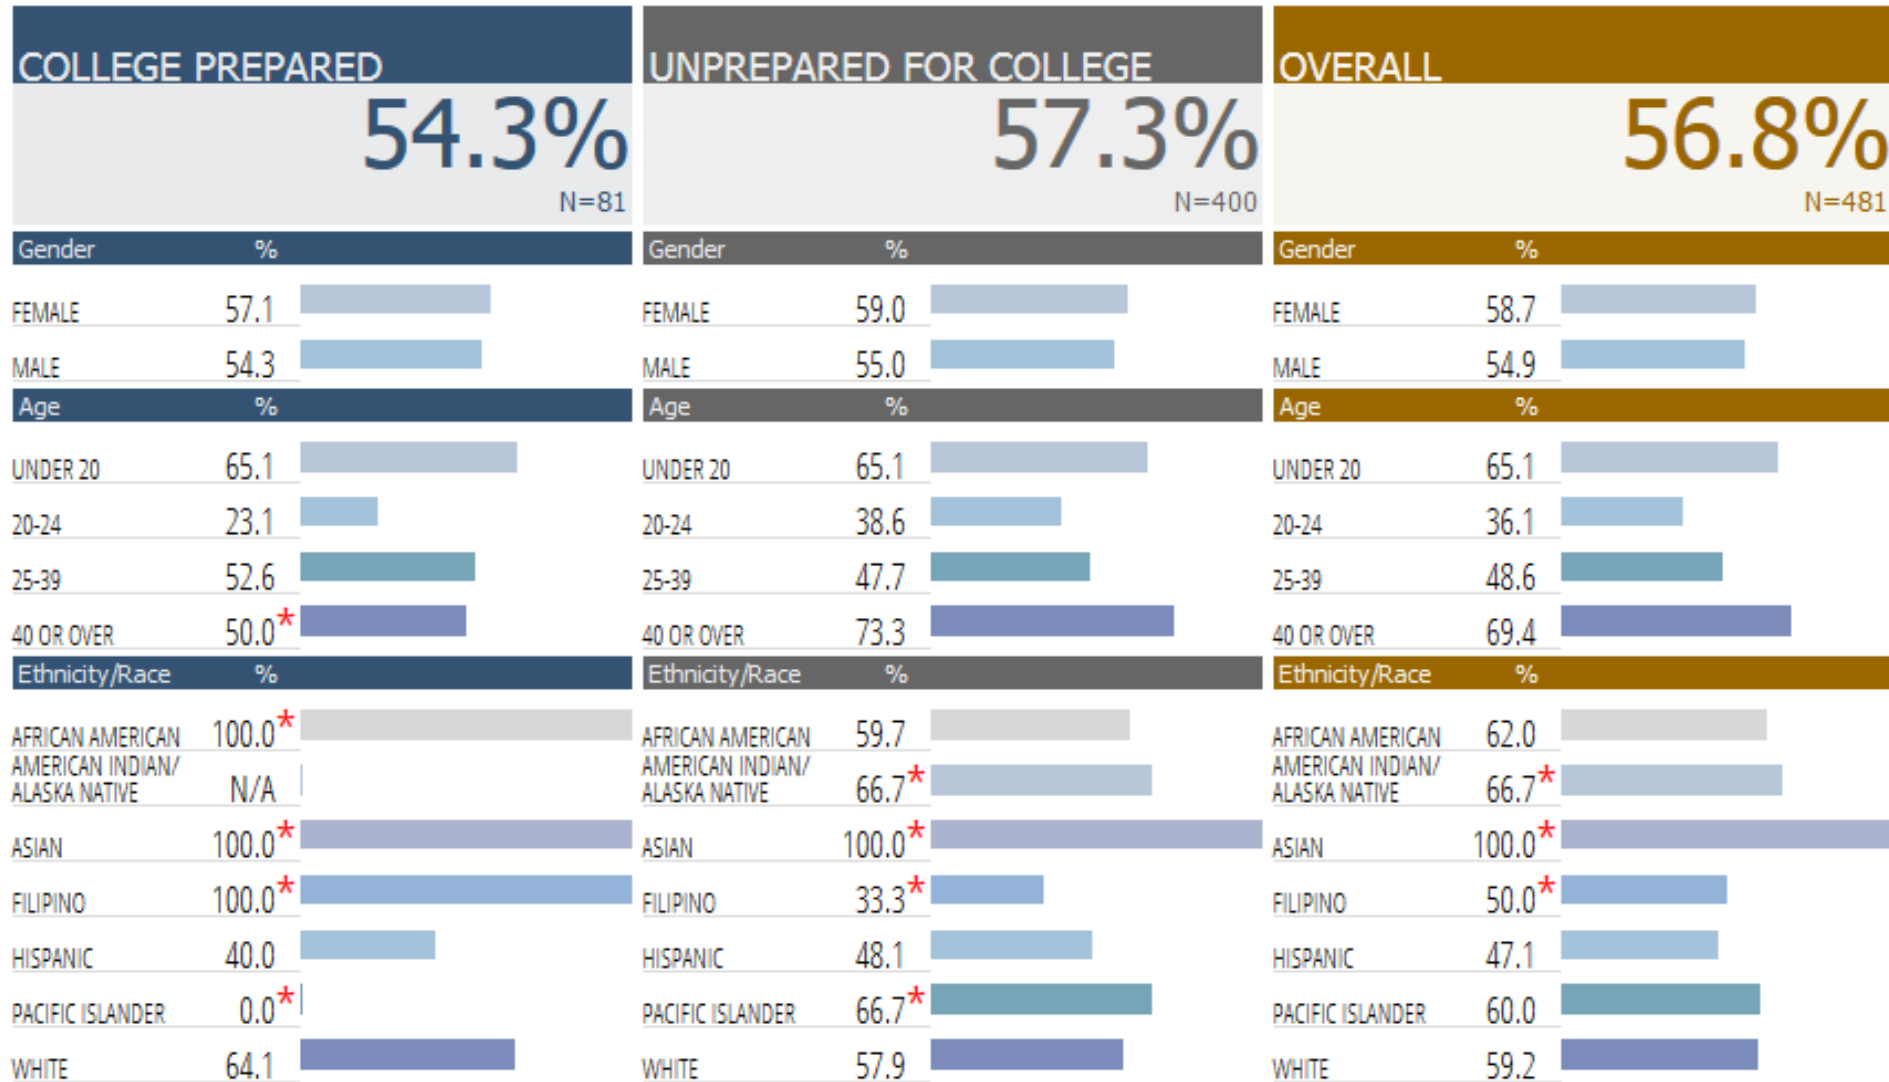 COLLEGE PREPARED
54.3%
N=81
Gender %
FEMALE 57.1
MALE 54.3
Age %
UNDER 20 65.1
20-24 23.1
25-39 52.6
40 OR OVER 50.0*
Ethnicity/Race %
AFRICAN AMERICAN 100.0*
AMERICAN INDIAN/
ALASKA NATIVE N/A
ASIAN 100.0*
FILIPINO 100.0*
HISPANIC 40.0
PACIFIC ISLANDER 0.0*
WHITE 64.1
UNPREPARED FOR COLLEGE
57.3%
N=400
Gender %
FEMALE 59.0
MALE 55.0
Age %
UNDER 20 65.1
20-24 38.6
25-39 47.7
40 OR OVER 73.3
Ethnicity/Race %
AFRICAN AMERICAN 59.7
AMERICAN INDIAN/
ALASKA NATIVE 66.7*
ASIAN 100.0*
FILIPINO 33.3*
HISPANIC 48.1
PACIFIC ISLANDER 66.7*
WHITE 57.9
OVERALL
56.8%
N=481
Gender %
FEMALE 58.7
MALE 54.9
Age %
UNDER 20 65.1
20-24 36.1
25-39 48.6
40 OR OVER 69.4
Ethnicity/Race %
AFRICAN AMERICAN 62.0
AMERICAN INDIAN/
ALASKA NATIVE 66.7*
ASIAN 100.0*
FILIPINO 50.0*
HISPANIC 47.1
PACIFIC ISLANDER 60.0
WHITE 59.2